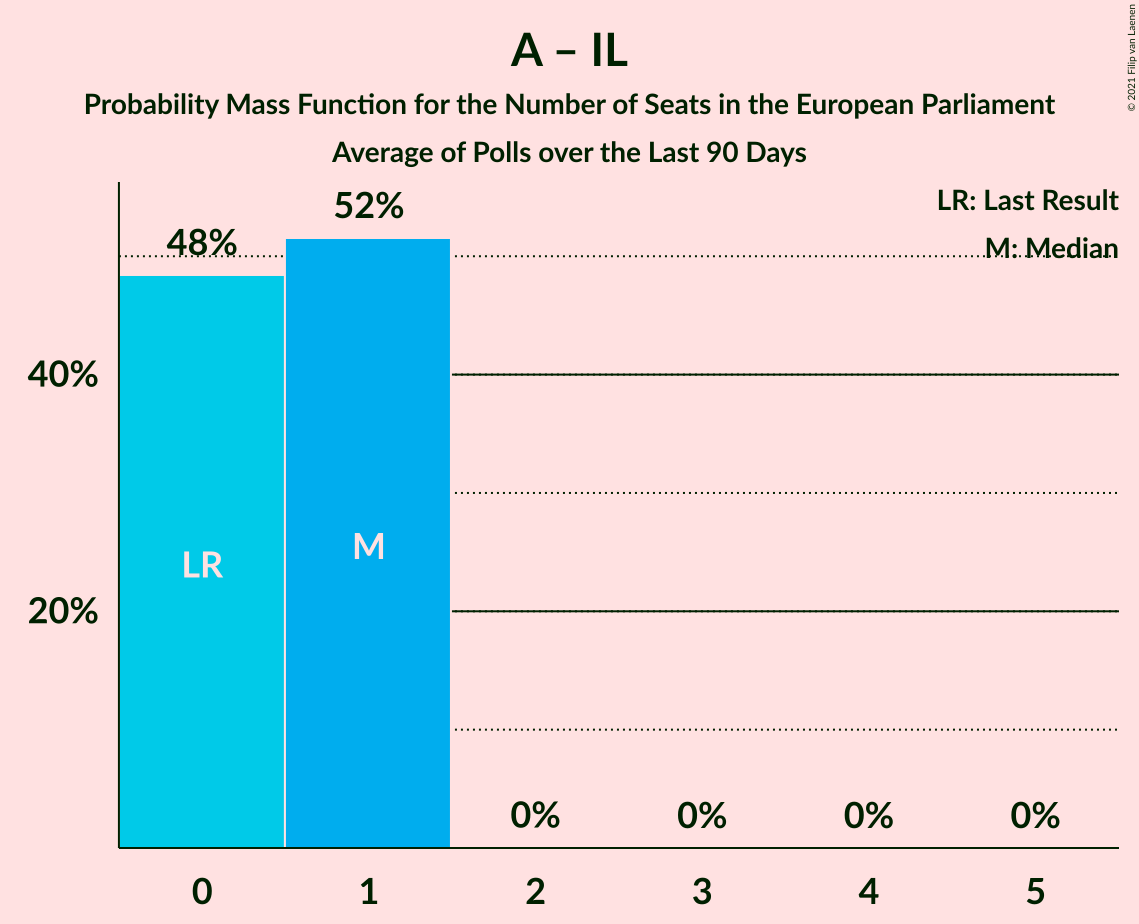 A – IL
Probability Mass Function for the Number of Seats in the European Parliament
Average of Polls over the Last 90 Days
© 2021 Filip van Laenen
LR: Last Result
M: Median
48%
52%
40%
20%
LR
M
0%
0%
0%
0%
0
1
2
3
4
5